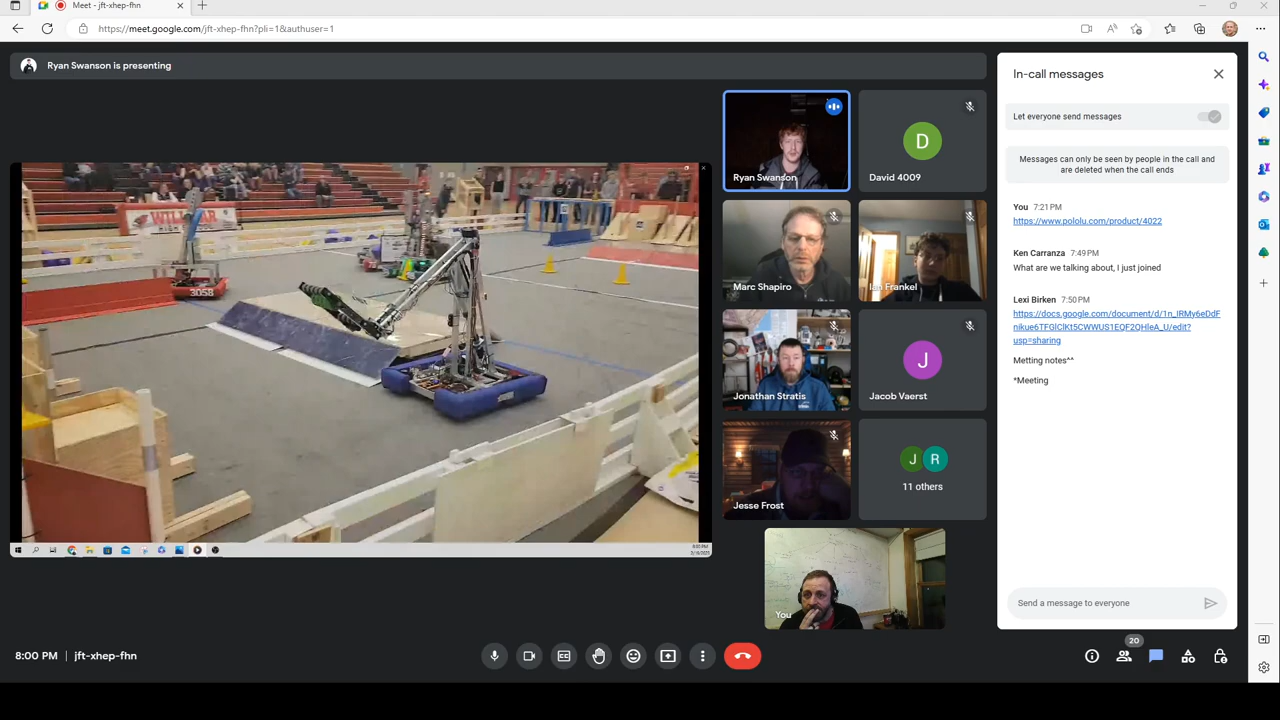 Meet - jft-xhep-fhn
https://meet.google.com/jft-xhep-fhn?pli=1&authuser=1
Ryan Swanson is presenting
3058
Ryan Swanson
D
David 4009
Marc Shapiro
Ian Frankel
Jonathan Stratis
J
Jacob Vaerst
Jesse Frost
J R
11 others
You
In-call messages
Let everyone send messages
Messages can only be seen by people in the call and
are deleted when the call ends
You 7:21 PM
https://www.pololu.com/product/4022
Ken Carranza 7:49 PM
What are we talking about, I just joined
Lexi Birken 7:50 PM
https://docs.google.com/document/d/1n_IRMy6eDdF
nikue6TFGlClKt5CWWUS1EQF2QHleA_U/edit?
usp=sharing
Metting notes^^
*Meeting
Send a message to everyone
8:00 PM | jft-xhep-fhn
20